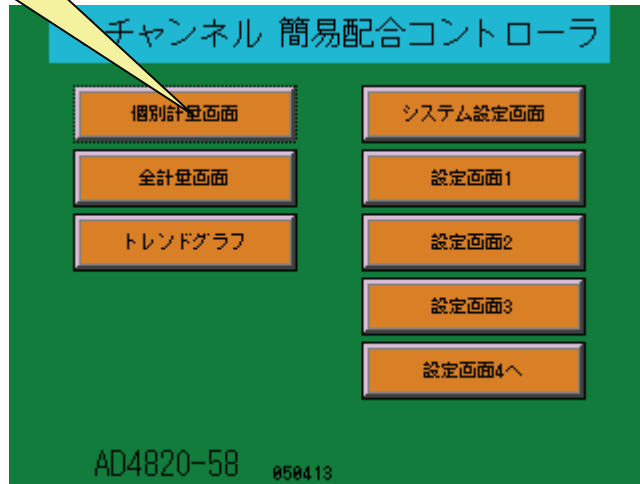 チャンネル 簡易配合コントローラ
個別計量画面
システム設定画面
全計量画面
設定画面1
トレンドグラフ
設定画面2
設定画面3
設定画面4へ
AD4820-58 050413